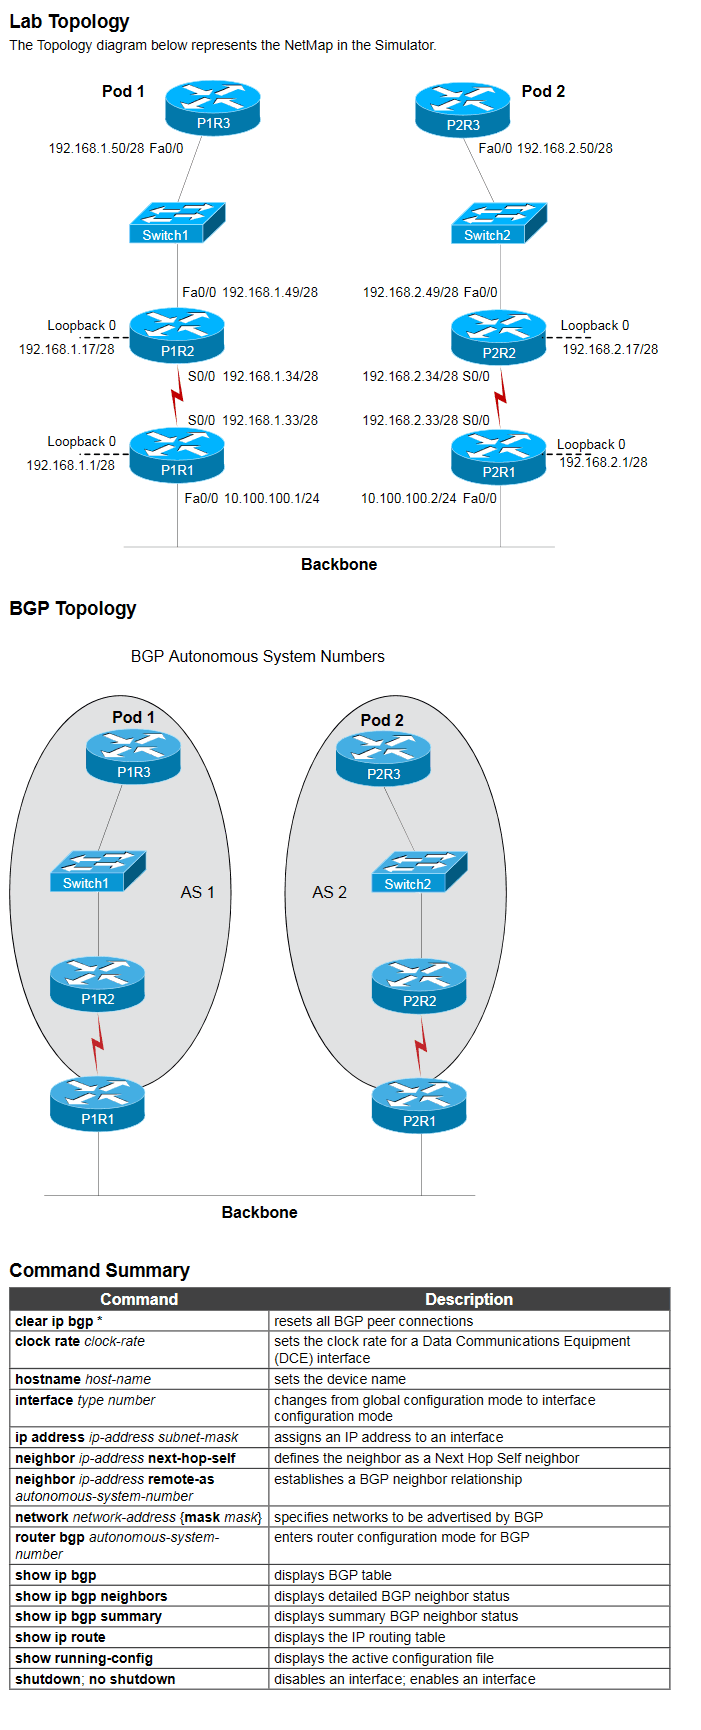 Lab Topology
The Topology diagram below represents the NetMap in the Simulator.
Pod 1
P1R3
Pod 2
P2R3
192.168.1.50/28 Fa0/0
Fa0/0 192.168.2.50/28
Switch1
Switch2
Fa0/0 192.168.1.49/28
192.168.2.49/28 Fa0/0
Loopback 0
192.168.1.17/28
P1R2
P2R2
Loopback 0
192.168.2.17/28
S0/0 192.168.1.34/28
192.168.2.34/28 S0/0
S0/0 192.168.1.33/28
192.168.2.33/28 S0/0
Loopback 0
192.168.1.1/28
P1R1
P2R1
Loopback 0
192.168.2.1/28
Fa0/0 10.100.100.1/24
10.100.100.2/24 Fa0/0
Backbone
BGP Topology
BGP Autonomous System Numbers
Pod 1
P1R3
Pod 2
P2R3
Switch1
AS 1
AS 2
Switch2
P1R2
P2R2
P1R1
P2R1
Backbone
Command Summary
Command Description
clear ip bgp * resets all BGP peer connections
clock rate clock-rate sets the clock rate for a Data Communications Equipment
(DCE) interface
hostname host-name sets the device name
interface type number changes from global configuration mode to interface
configuration mode
ip address ip-address subnet-mask assigns an IP address to an interface
neighbor ip-address next-hop-self defines the neighbor as a Next Hop Self neighbor
neighbor ip-address remote-as establishes a BGP neighbor relationship
autonomous-system-number
network network-address {mask mask} specifies networks to be advertised by BGP
router bgp autonomous-system- enters router configuration mode for BGP
number
show ip bgp displays BGP table
show ip bgp neighbors displays detailed BGP neighbor status
show ip bgp summary displays summary BGP neighbor status
show ip route displays the IP routing table
show running-config displays the active configuration file
shutdown; no shutdown disables an interface; enables an interface